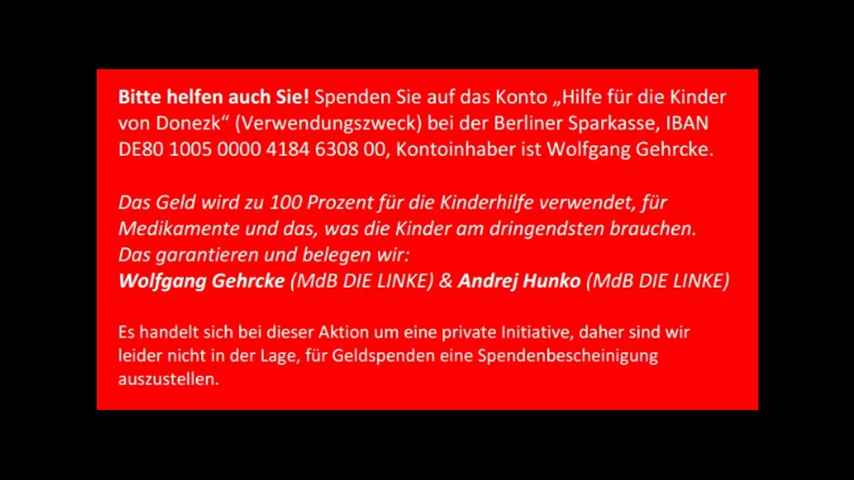 Bitte helfen auch Sie! Spenden Sie auf das Konto „Hilfe für die Kinder
von Donezk“ (Verwendungszweck) bei der Berliner Sparkasse, IBAN
DE80 1005 0000 4184 6308 00, Kontoinhaber ist Wolfgang Gehrcke.
Das Geld wird zu 100 Prozent für die Kinderhilfe verwendet, für
Medikamente und das, was die Kinder am dringendsten brauchen.
Das garantieren und belegen wir:
Wolfgang Gehrcke (MdB DIE LINKE) & Andrej Hunko (MdB DIE LINKE)
Es handelt sich bei dieser Aktion um eine private Initiative, daher sind wir
leider nicht in der Lage, für Geldspenden eine Spendenbescheinigung
auszustellen.